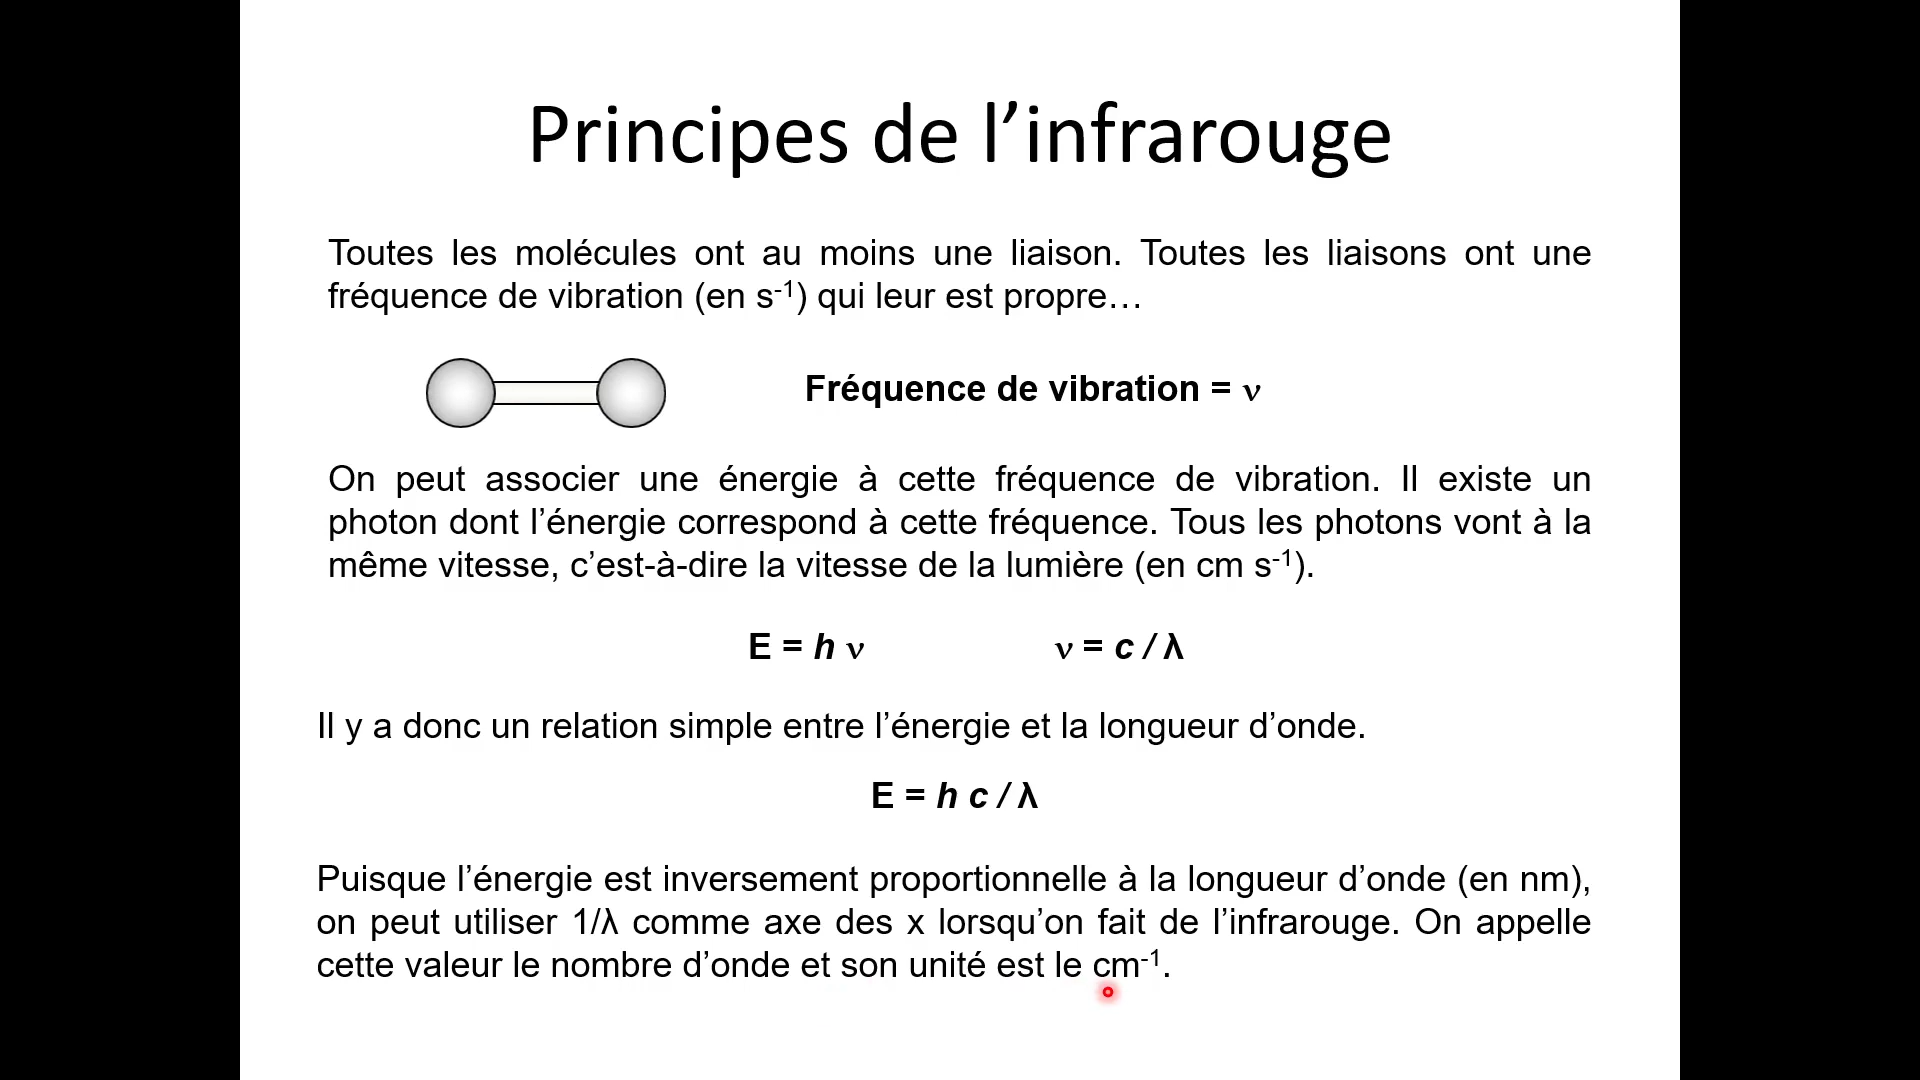 Principes de l’infrarouge
Toutes les molécules ont au moins une liaison. Toutes les liaisons ont une
fréquence de vibration (en s⁻¹) qui leur est propre…
Fréquence de vibration = ν
On peut associer une énergie à cette fréquence de vibration. Il existe un
photon dont l’énergie correspond à cette fréquence. Tous les photons vont à la
même vitesse, c’est-à-dire la vitesse de la lumière (en cm s⁻¹).
E = h ν
ν = c / λ
Il y a donc un relation simple entre l’énergie et la longueur d’onde.
E = h c / λ
Puisque l’énergie est inversement proportionnelle à la longueur d’onde (en nm),
on peut utiliser 1/λ comme axe des x lorsqu’on fait de l’infrarouge. On appelle
cette valeur le nombre d’onde et son unité est le cm⁻¹.